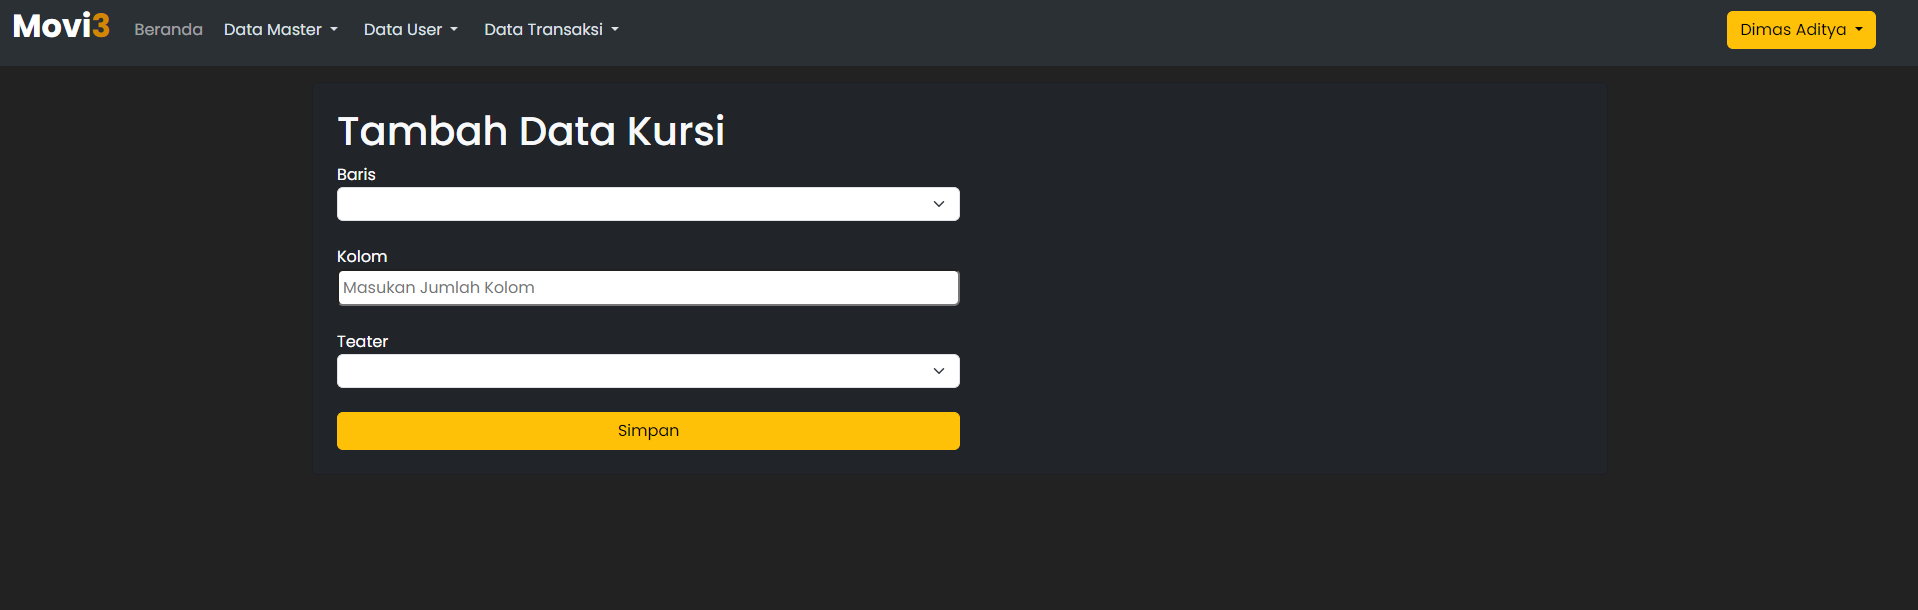 Movi3 Beranda Data Master Data User Data Transaksi Dimas Aditya
Tambah Data Kursi
Baris
Kolom
Masukan Jumlah Kolom
Teater
Simpan